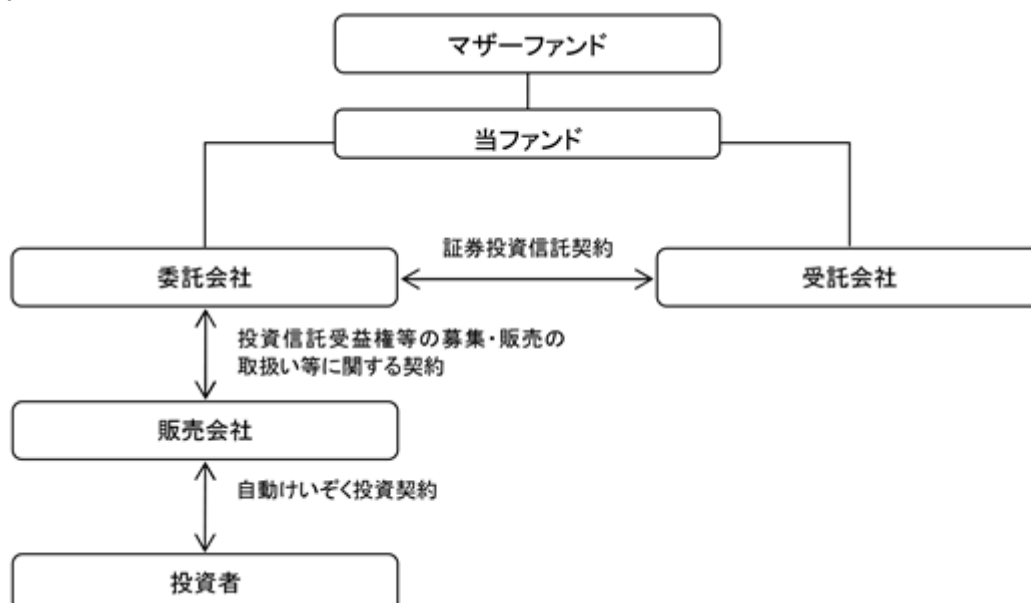 マザーファンド
当ファンド
証券投資信託契約
委託会社
受託会社
投資信託受益権等の募集・販売の
取扱い等に関する契約
販売会社
自動けいぞく投資契約
投資者